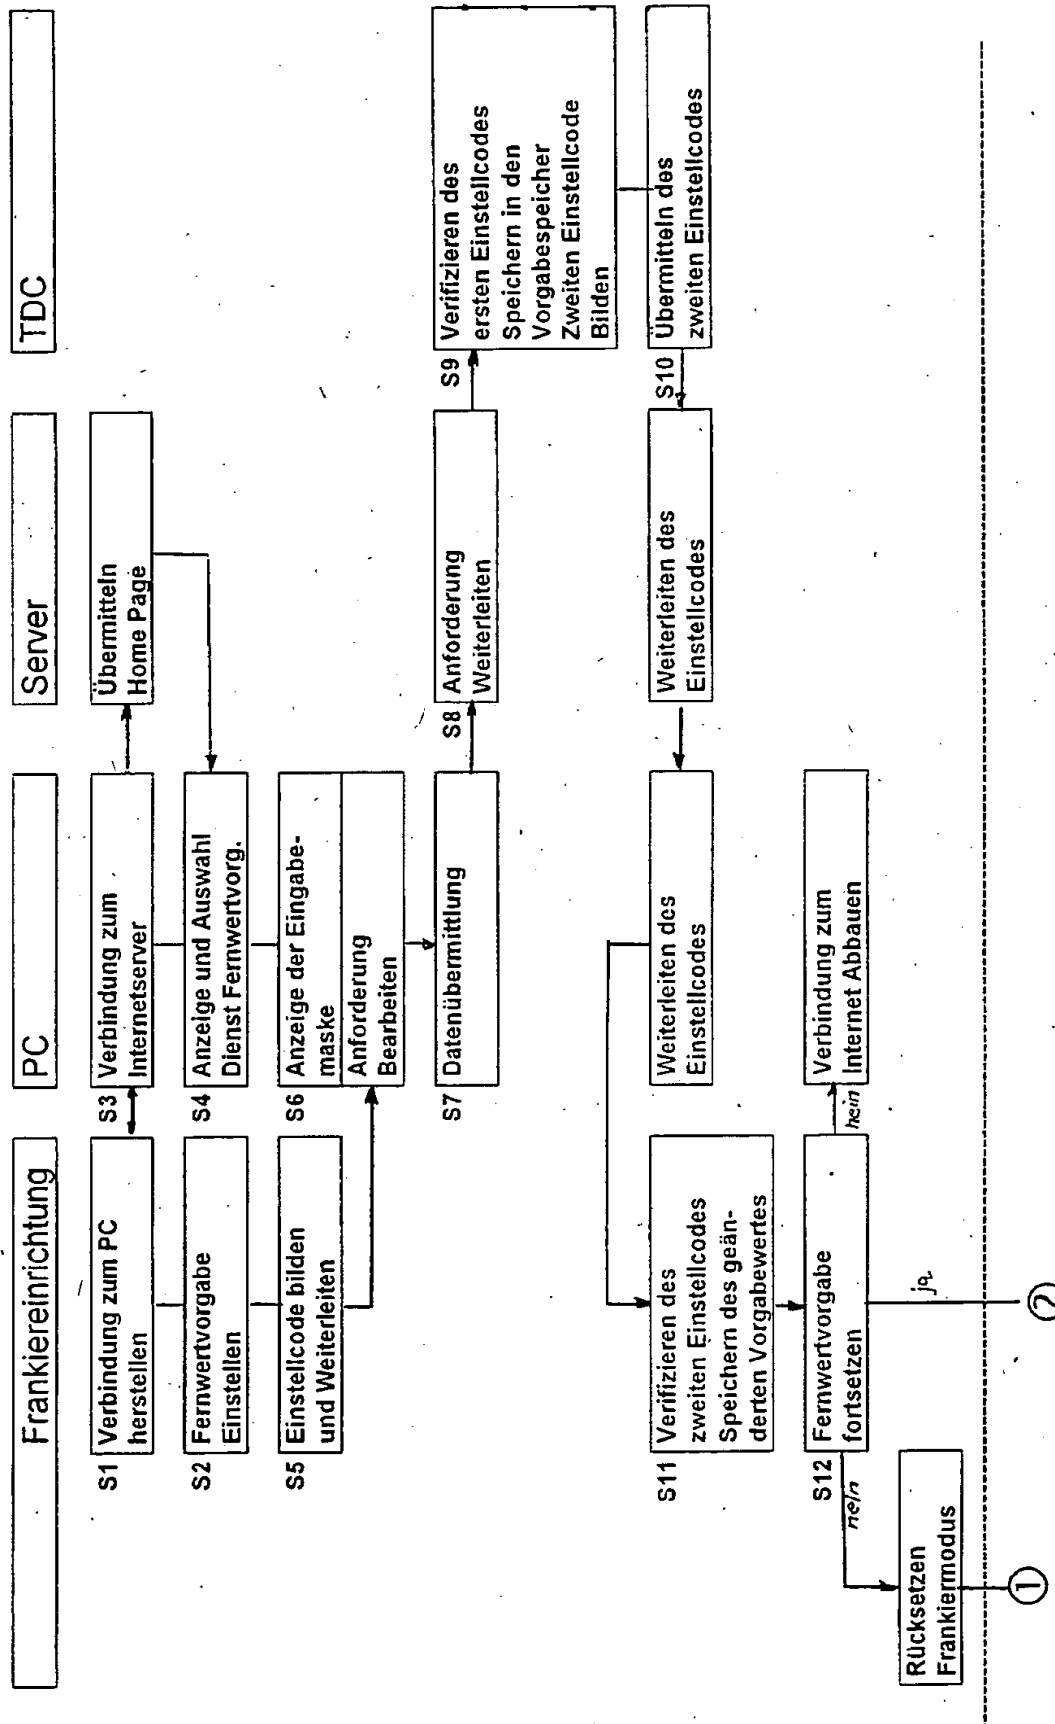 Frankiereinrichtung
PC
Server
TDC
S1
Verbindung zum PC
herstellen
S3
Verbindung zum
Internetserver
Übermitteln
Home Page
S2
Fernwertvorgabe
Einstellen
S4
Anzeige und Auswahl
Dienst Fernwertvorg.
S5
Einstellcode bilden
und Weiterleiten
S6
Anzeige der Eingabe-
maske
Anforderung
Bearbeiten
S7
Datenübermittlung
S8
Anforderung
Weiterleiten
S9
Verifizieren des
ersten Einstellcodes
Speichern in den
Vorgabespeicher
Zweiten Einstellcode
Bilden
S10
Übermitteln des
zweiten Einstellcodes
Weiterleiten des
Einstellcodes
Weiterleiten des
Einstellcodes
S11
Verifizieren des
zweiten Einstellcodes
Speichern des geän-
derten Vorgabewertes
S12
Fernwertvorgabe
fortsetzen
nein
Verbindung zum
Internet Abbauen
nein
ja
Rücksetzen
Frankiermodus
1
2